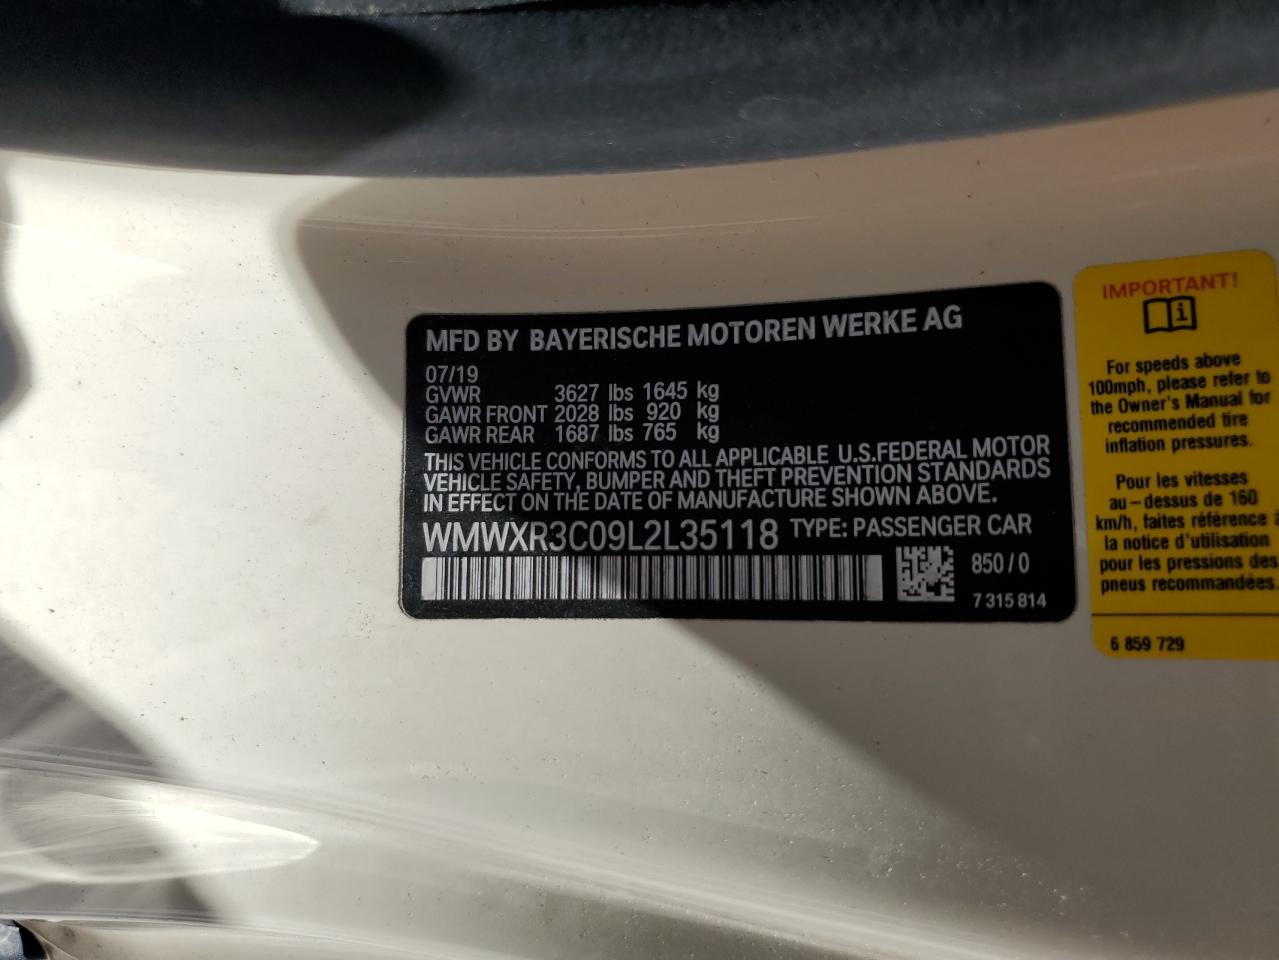 MFD BY BAYERISCHE MOTOREN WERKE AG
07/19
GVWR 3627 lbs 1645 kg
GAWR FRONT 2028 lbs 920 kg
GAWR REAR 1687 lbs 765 kg
THIS VEHICLE CONFORMS TO ALL APPLICABLE U.S.FEDERAL MOTOR
VEHICLE SAFETY, BUMPER AND THEFT PREVENTION STANDARDS
IN EFFECT ON THE DATE OF MANUFACTURE SHOWN ABOVE.
WMWXR3C09L2L35118 TYPE: PASSENGER CAR
850/0
7 315 814
IMPORTANT!
i
For speeds above
100mph, please refer to
the Owner's Manual for
recommended tire
inflation pressures.
Pour les vitesses
au-dessus de 160
km/h, faites référence à
la notice d'utilisation
pour les pressions des
pneus recommandées.
6 859 729